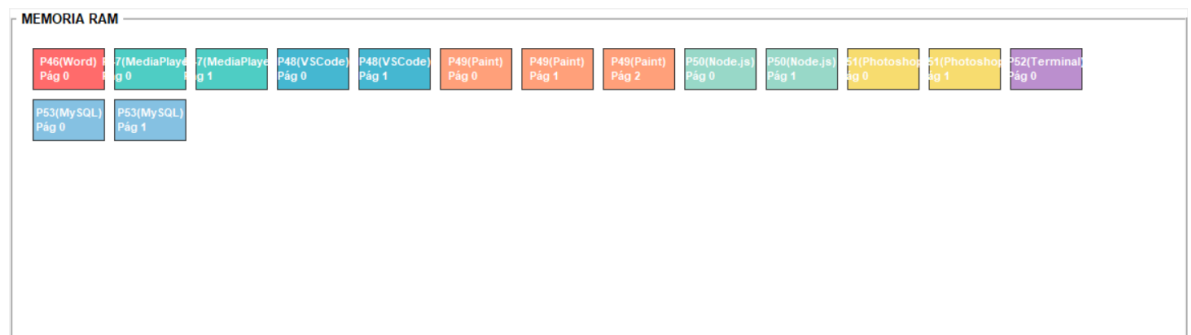 MEMORIA RAM
P46(Word)
Pág 0
P47(MediaPlaye
Pág 0
P47(MediaPlaye
Pág 1
P48(VSCode)
Pág 0
P48(VSCode)
Pág 1
P49(Paint)
Pág 0
P49(Paint)
Pág 1
P49(Paint)
Pág 2
P50(Node.js)
Pág 0
P50(Node.js)
Pág 1
51(Photoshop
ág 0
51(Photoshop
ág 1
P52(Terminal)
Pág 0
P53(MySQL)
Pág 0
P53(MySQL)
Pág 1